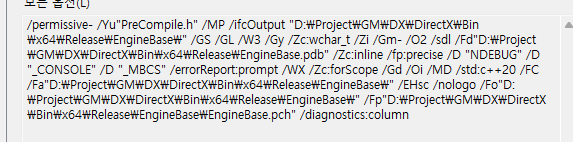 모든 옵션(L)
/permissive- /Yu"PreCompile.h" /MP /ifcOutput "D:₩Project₩GM₩DX₩DirectX₩Bin
₩x64₩Release₩EngineBase₩" /GS /GL /W3 /Gy /Zc:wchar_t /Zi /Gm- /O2 /sdl /Fd"D:₩Project
₩GM₩DX₩DirectX₩Bin₩x64₩Release₩EngineBase.pdb" /Zc:inline /fp:precise /D "NDEBUG" /D
"_CONSOLE" /D "_MBCS" /errorReport:prompt /WX /Zc:forScope /Gd /Oi /MD /std:c++20 /FC
/Fa"D:₩Project₩GM₩DX₩DirectX₩Bin₩x64₩Release₩EngineBase₩" /EHsc /nologo /Fo"D:
₩Project₩GM₩DX₩DirectX₩Bin₩x64₩Release₩EngineBase₩" /Fp"D:₩Project₩GM₩DX₩DirectX
₩Bin₩x64₩Release₩EngineBase₩EngineBase.pch" /diagnostics:column